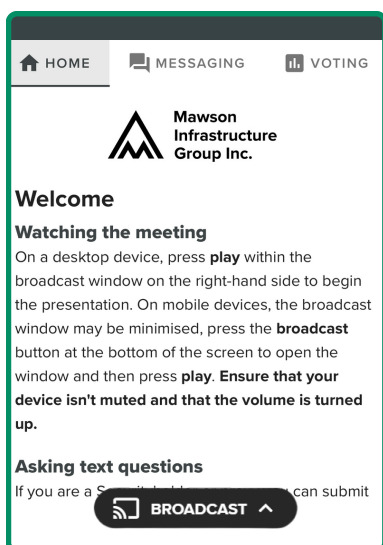 HOME MESSAGING VOTING
Mawson
Infrastructure
Group Inc.
Welcome
Watching the meeting
On a desktop device, press play within the
broadcast window on the right-hand side to begin
the presentation. On mobile devices, the broadcast
window may be minimised, press the broadcast
button at the bottom of the screen to open the
window and then press play. Ensure that your
device isn't muted and that the volume is turned
up.
Asking text questions
If you are a can submit
BROADCAST